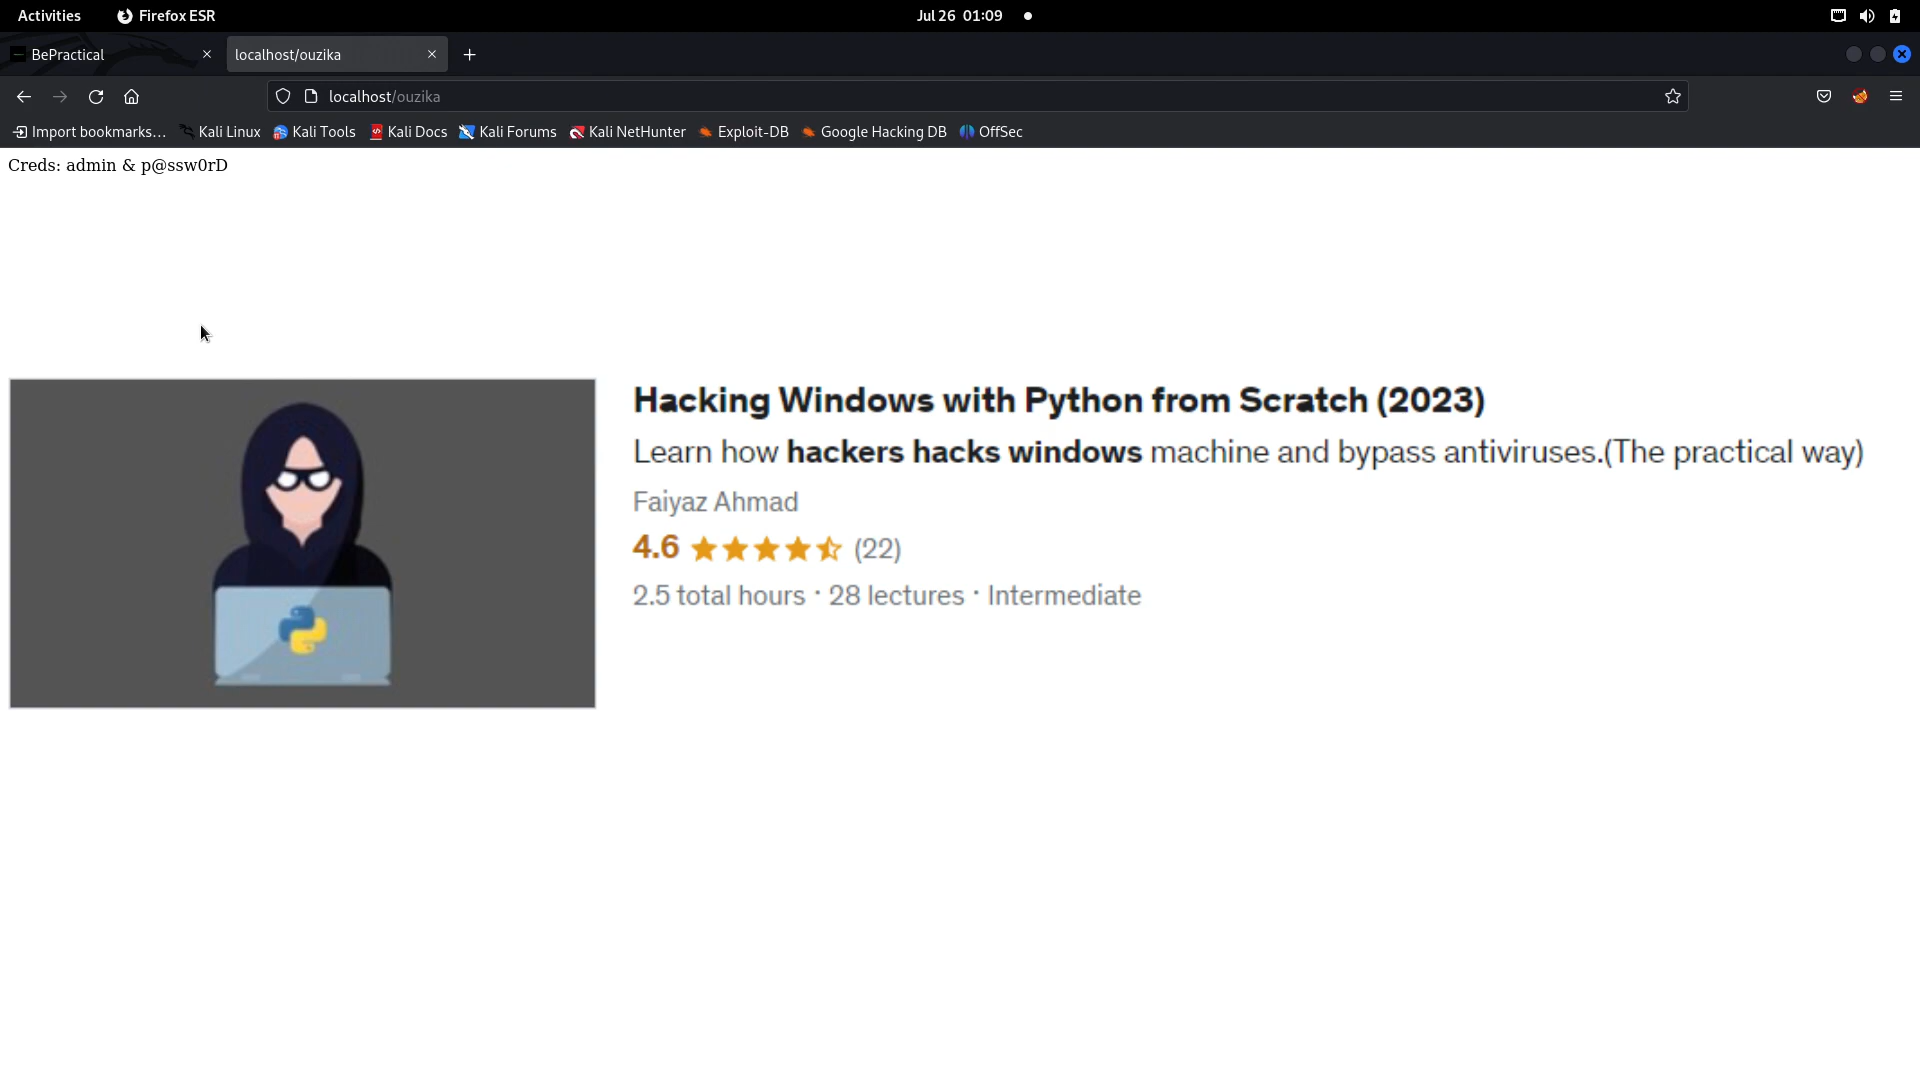 Activities Firefox ESR Jul 26 01:09
BePractical localhost/ouzika
localhost/ouzika
Import bookmarks... Kali Linux Kali Tools Kali Docs Kali Forums Kali NetHunter Exploit-DB Google Hacking DB OffSec
Creds: admin & p@ssw0rD
Hacking Windows with Python from Scratch (2023)
Learn how hackers hacks windows machine and bypass antiviruses.(The practical way)
Faiyaz Ahmad
4.6 (22)
2.5 total hours · 28 lectures · Intermediate